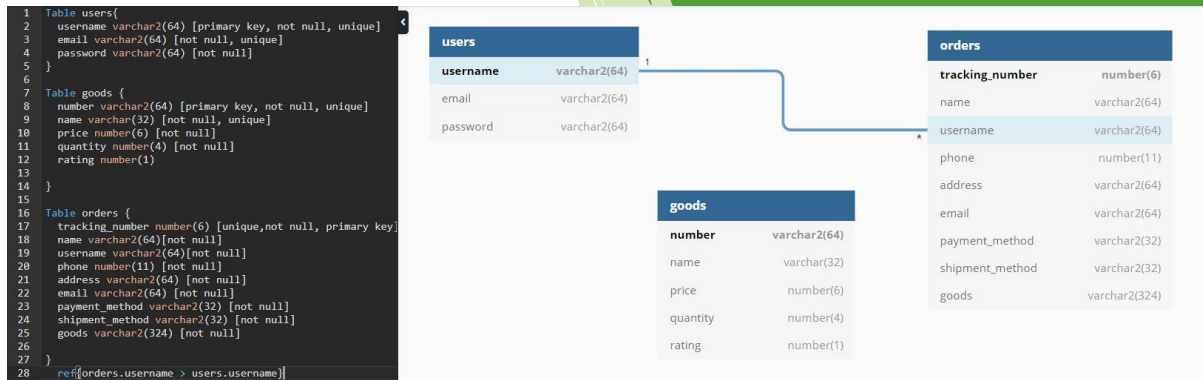 1 Table users{
2 username varchar2(64) [primary key, not null, unique]
3 email varchar2(64) [not null, unique]
4 password varchar2(64) [not null]
5 }
6
7 Table goods {
8 number varchar2(64) [primary key, not null, unique]
9 name varchar(32) [not null, unique]
10 price number(6) [not null]
11 quantity number(4) [not null]
12 rating number(1)
13
14 }
15
16 Table orders {
17 tracking_number number(6) [unique,not null, primary key]
18 name varchar2(64)[not null]
19 username varchar2(64)[not null]
20 phone number(11) [not null]
21 address varchar2(64) [not null]
22 email varchar2(64) [not null]
23 payment_method varchar2(32) [not null]
24 shipment_method varchar2(32) [not null]
25 goods varchar2(324) [not null]
26
27 }
28 ref{orders.username > users.username}
users
username varchar2(64)
email varchar2(64)
password varchar2(64)
1
*
goods
number varchar2(64)
name varchar(32)
price number(6)
quantity number(4)
rating number(1)
orders
tracking_number number(6)
name varchar2(64)
username varchar2(64)
phone number(11)
address varchar2(64)
email varchar2(64)
payment_method varchar2(32)
shipment_method varchar2(32)
goods varchar2(324)